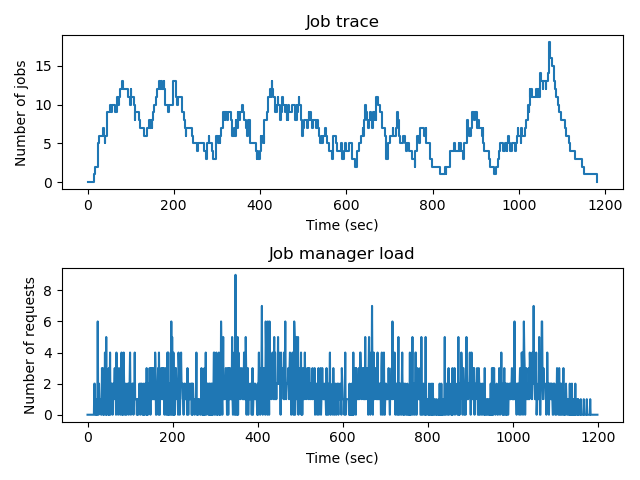 Job trace
Number of jobs
15
10
5
0
0 200 400 600 800 1000 1200
Time (sec)
Job manager load
Number of requests
8
6
4
2
0
0 200 400 600 800 1000 1200
Time (sec)